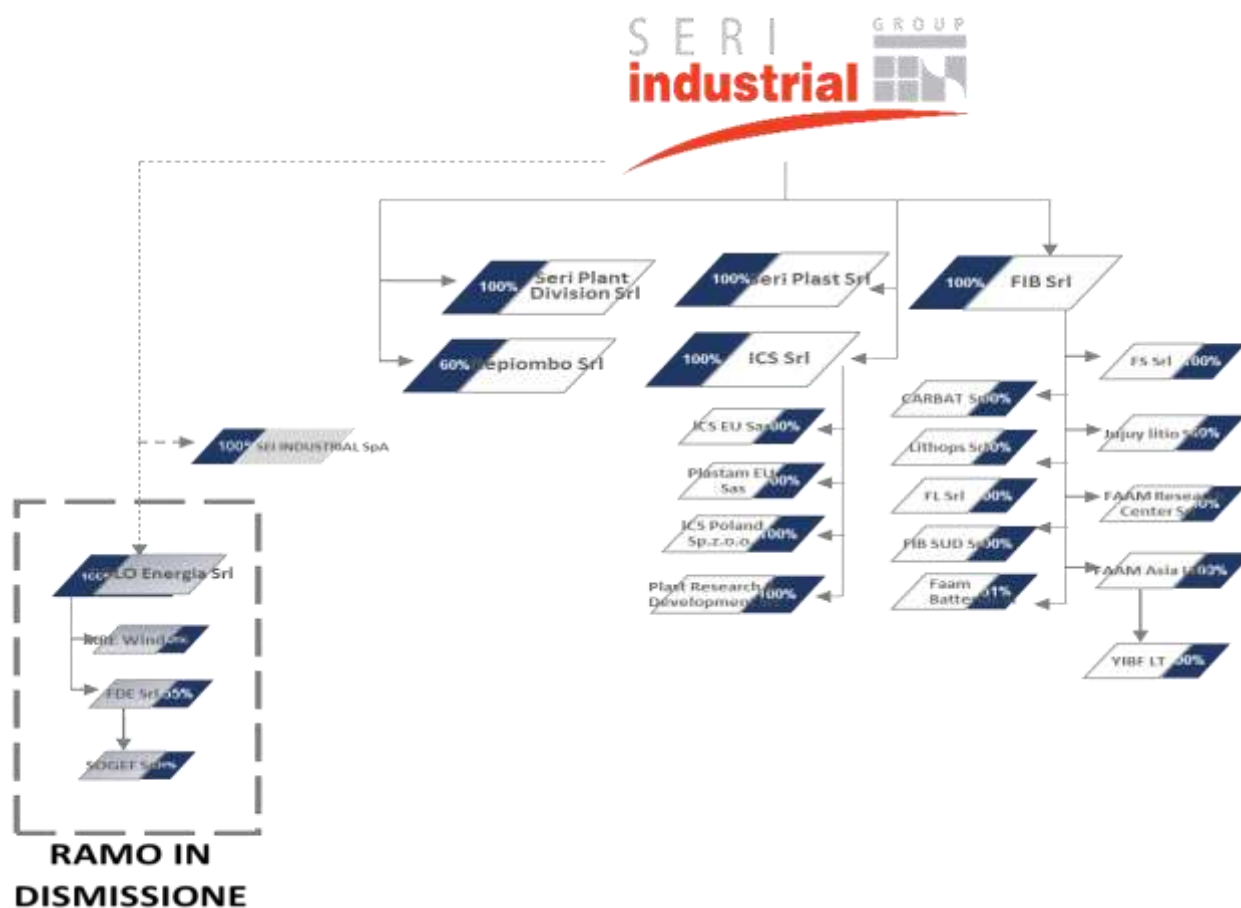 SERI
GROUP
industrial
100%
Seri Plant
Division Srl
100%
Seri Plast Srl
100%
FIB Srl
60%
Repiombo Srl
100%
ICS Srl
FS Srl
100%
CARBAT
ICS EU Sas
Jujuy litio
100%
SEI INDUSTRIAL SpA
Lithops Srl
Plastam EU
Sas
FL Srl
FAAM Research
Center
ICS Poland
Sp.z.o.o.
100%
FIB SUD
100%
Energia Srl
FAAM Asia
Plast Research
Development
100%
Faam
Wind
YIBF LT
FDE Srl
SOGEF
RAMO IN
DISMISSIONE